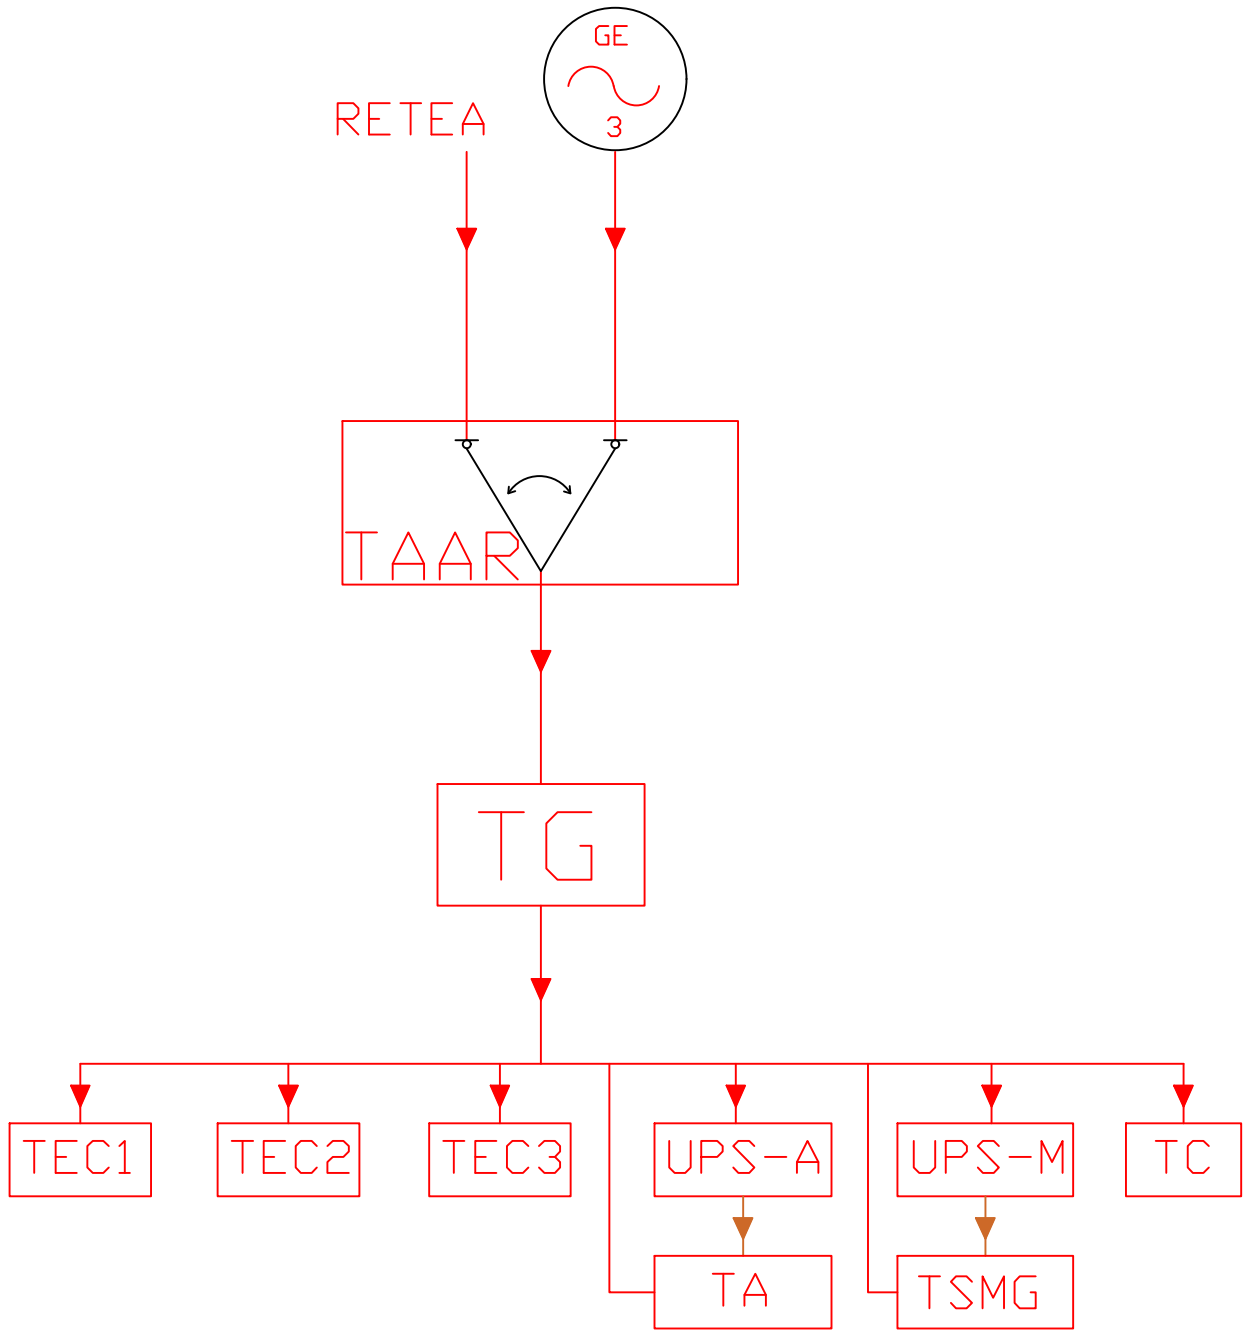 GE
3
RETEA
TAAR
TG
TEC1 TEC2 TEC3 UPS-A UPS-M TC
TA TSMG